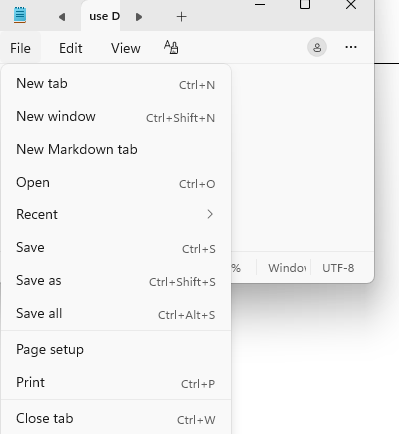 use D
File Edit View
New tab Ctrl+N
New window Ctrl+Shift+N
New Markdown tab
Open Ctrl+O
Recent
Save Ctrl+S
Save as Ctrl+Shift+S
Save all Ctrl+Alt+S
% Windov UTF-8
Page setup
Print Ctrl+P
Close tab Ctrl+W